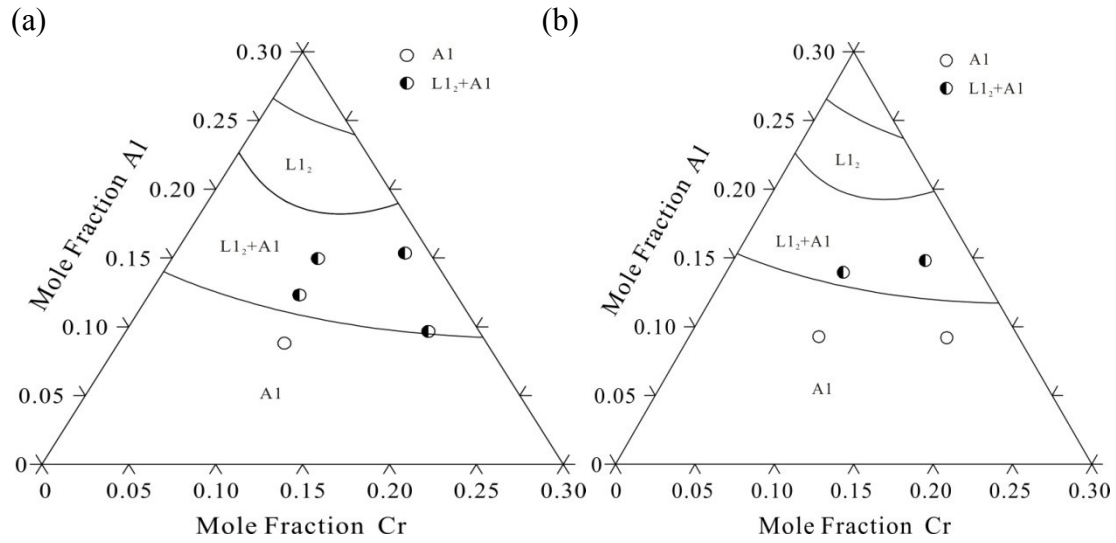 (a)
0.30
A1
L1₂+A1
0.25
L1₂
0.20
Mole Fraction Al
L1₂+A1
0.15
0.10
A1
0.05
0
0 0.05 0.10 0.15 0.20 0.25 0.30
Mole Fraction Cr
(b)
0.30
A1
L1₂+A1
0.25
L1₂
0.20
Mole Fraction Al
L1₂+A1
0.15
0.10
A1
0.05
0
0 0.05 0.10 0.15 0.20 0.25 0.30
Mole Fraction Cr